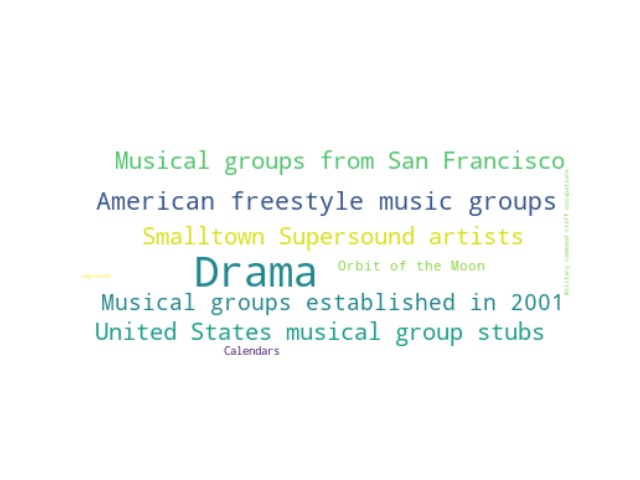 Musical groups from San Francisco
American freestyle music groups
Smalltown Supersound artists
Drama
Orbit of the Moon
Musical groups established in 2001
United States musical group stubs
Calendars
Military command staff occupations